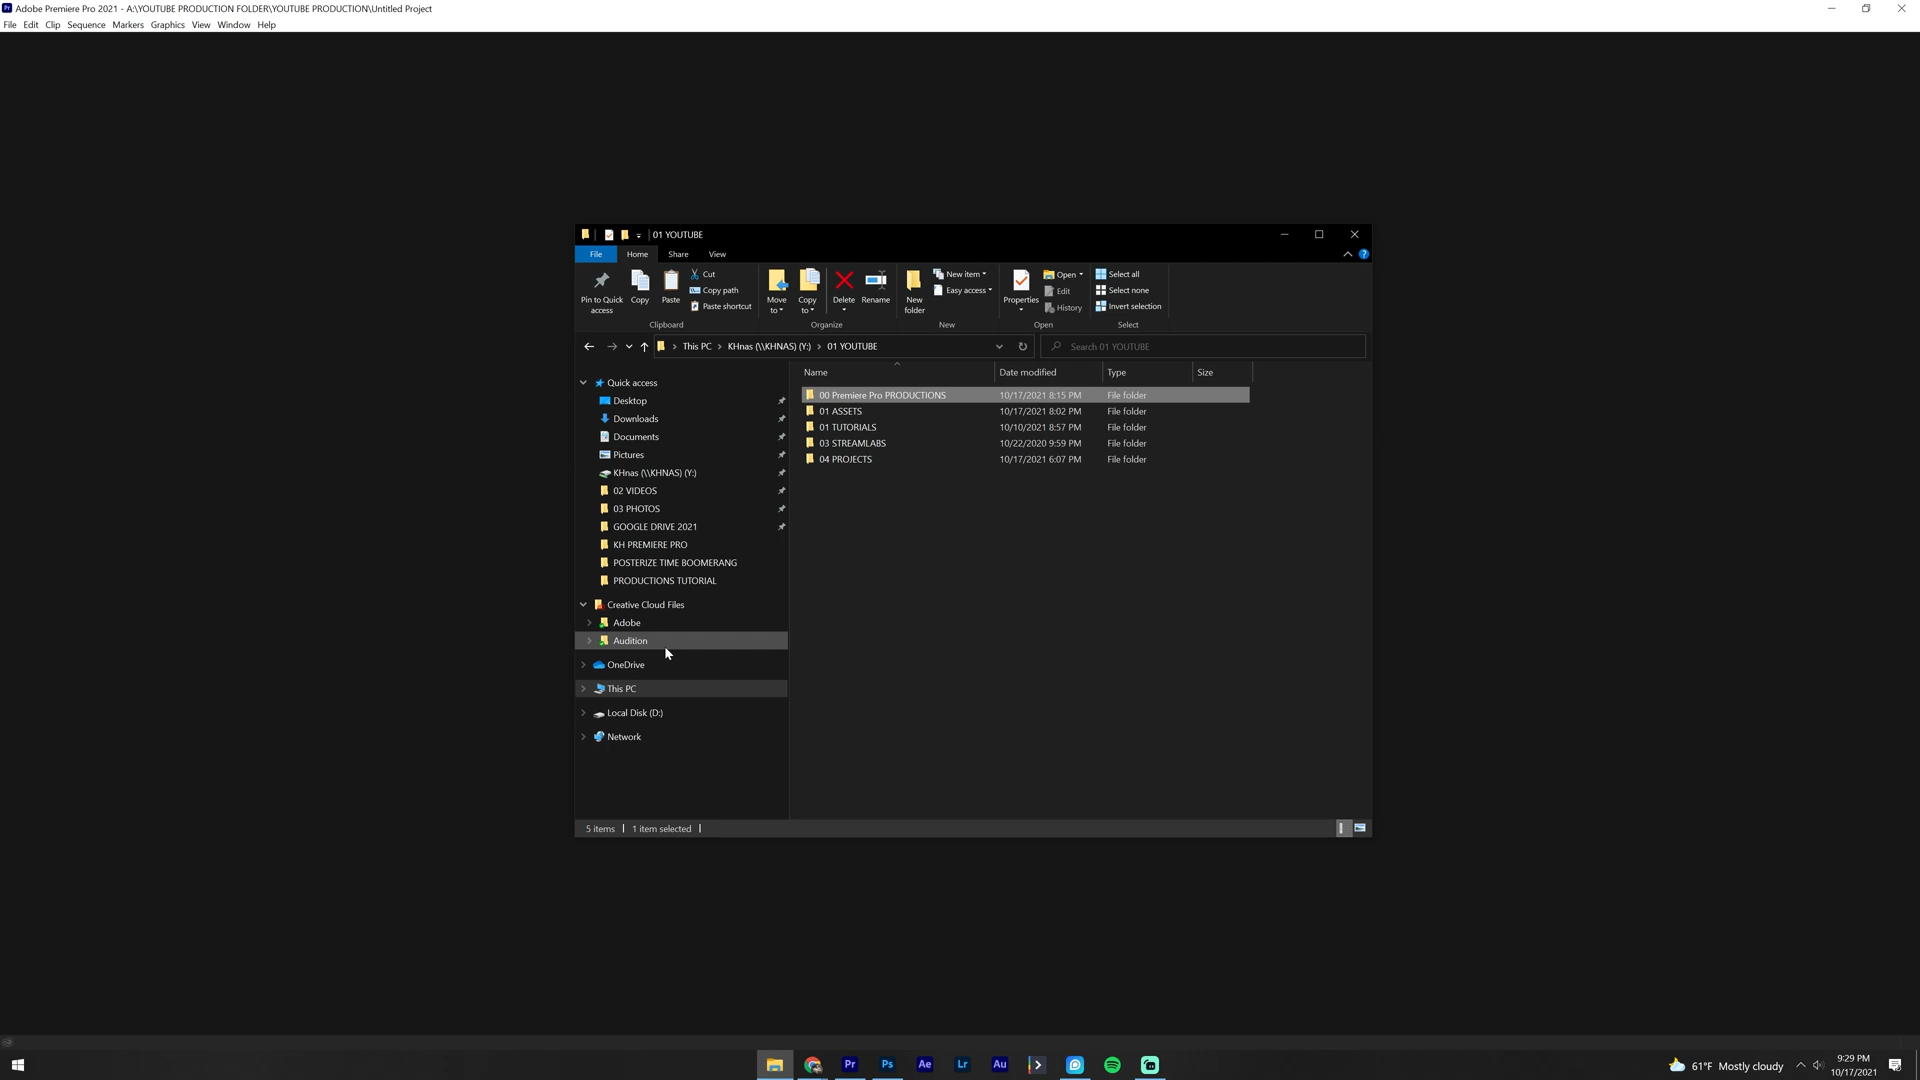 Adobe Premiere Pro 2021 - A:\YOUTUBE PRODUCTION FOLDER\YOUTUBE PRODUCTION\Untitled Project
File Edit Clip Sequence Markers Graphics View Window Help
01 YOUTUBE
File Home Share View
Pin to Quick access
Copy
Paste
Cut
Copy path
Paste shortcut
Clipboard
Move to
Copy to
Delete
Rename
Organize
New folder
New item
Easy access
New
Properties
Open
Edit
History
Open
Select all
Select none
Invert selection
Select
This PC > KHnas (\\KHNAS) (Y:) > 01 YOUTUBE
Search 01 YOUTUBE
Quick access
Desktop
Downloads
Documents
Pictures
KHnas (\\KHNAS) (Y:)
02 VIDEOS
03 PHOTOS
GOOGLE DRIVE 2021
KH PREMIERE PRO
POSTERIZE TIME BOOMERANG
PRODUCTIONS TUTORIAL
Creative Cloud Files
Adobe
Audition
OneDrive
This PC
Local Disk (D:)
Network
Name Date modified Type Size
00 Premiere Pro PRODUCTIONS 10/17/2021 8:15 PM File folder
01 ASSETS 10/17/2021 8:02 PM File folder
01 TUTORIALS 10/10/2021 8:57 PM File folder
03 STREAMLABS 10/22/2020 9:59 PM File folder
04 PROJECTS 10/17/2021 6:07 PM File folder
5 items 1 item selected
Pr Ps Ae Lr Au
61°F Mostly cloudy
9:29 PM
10/17/2021